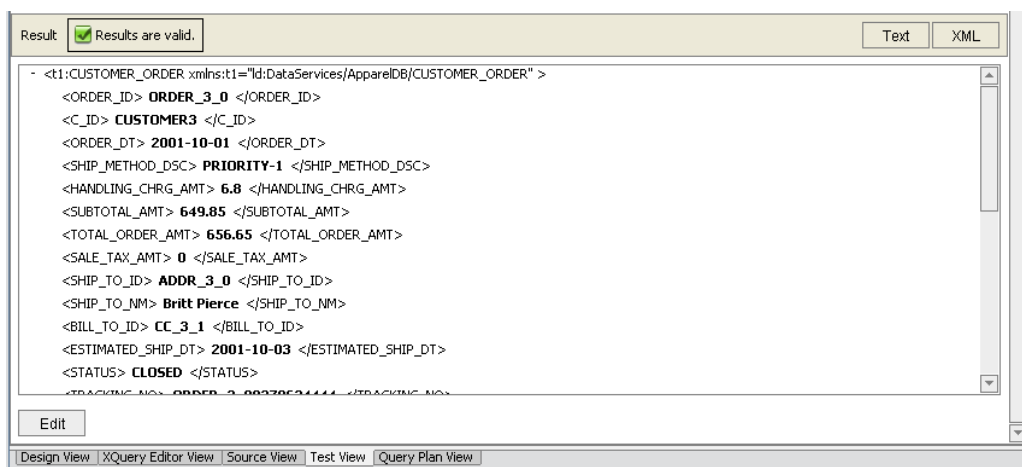 Result Results are valid. Text XML
- <t1:CUSTOMER_ORDER xmlns:t1="ld:DataServices/ApparelDB/CUSTOMER_ORDER" >
<ORDER_ID> ORDER_3_0 </ORDER_ID>
<C_ID> CUSTOMER3 </C_ID>
<ORDER_DT> 2001-10-01 </ORDER_DT>
<SHIP_METHOD_DSC> PRIORITY-1 </SHIP_METHOD_DSC>
<HANDLING_CHRG_AMT> 6.8 </HANDLING_CHRG_AMT>
<SUBTOTAL_AMT> 649.85 </SUBTOTAL_AMT>
<TOTAL_ORDER_AMT> 656.65 </TOTAL_ORDER_AMT>
<SALE_TAX_AMT> 0 </SALE_TAX_AMT>
<SHIP_TO_ID> ADDR_3_0 </SHIP_TO_ID>
<SHIP_TO_NM> Britt Pierce </SHIP_TO_NM>
<BILL_TO_ID> CC_3_1 </BILL_TO_ID>
<ESTIMATED_SHIP_DT> 2001-10-03 </ESTIMATED_SHIP_DT>
<STATUS> CLOSED </STATUS>
<TRACKING_NO> </TRACKING_NO>
Edit
Design View XQuery Editor View Source View Test View Query Plan View